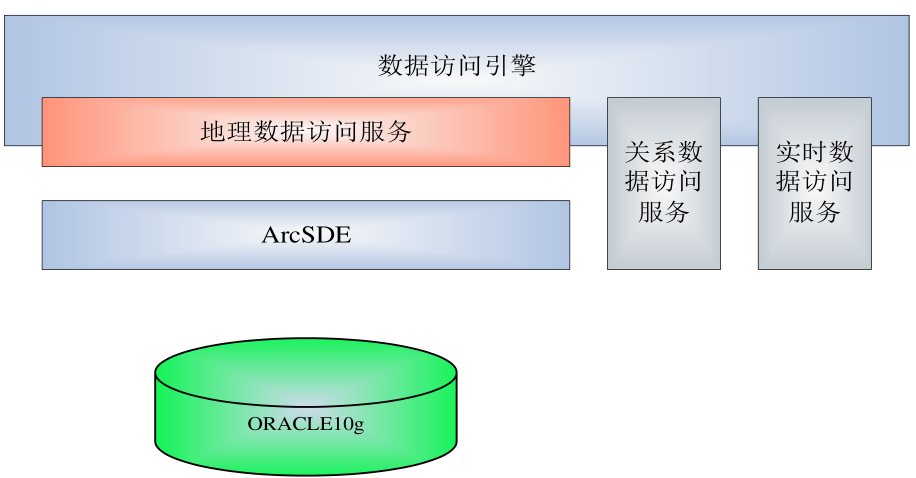 数据访问引擎
地理数据访问服务
关系数
据访问
服务
实时数
据访问
服务
ArcSDE
ORACLE10g